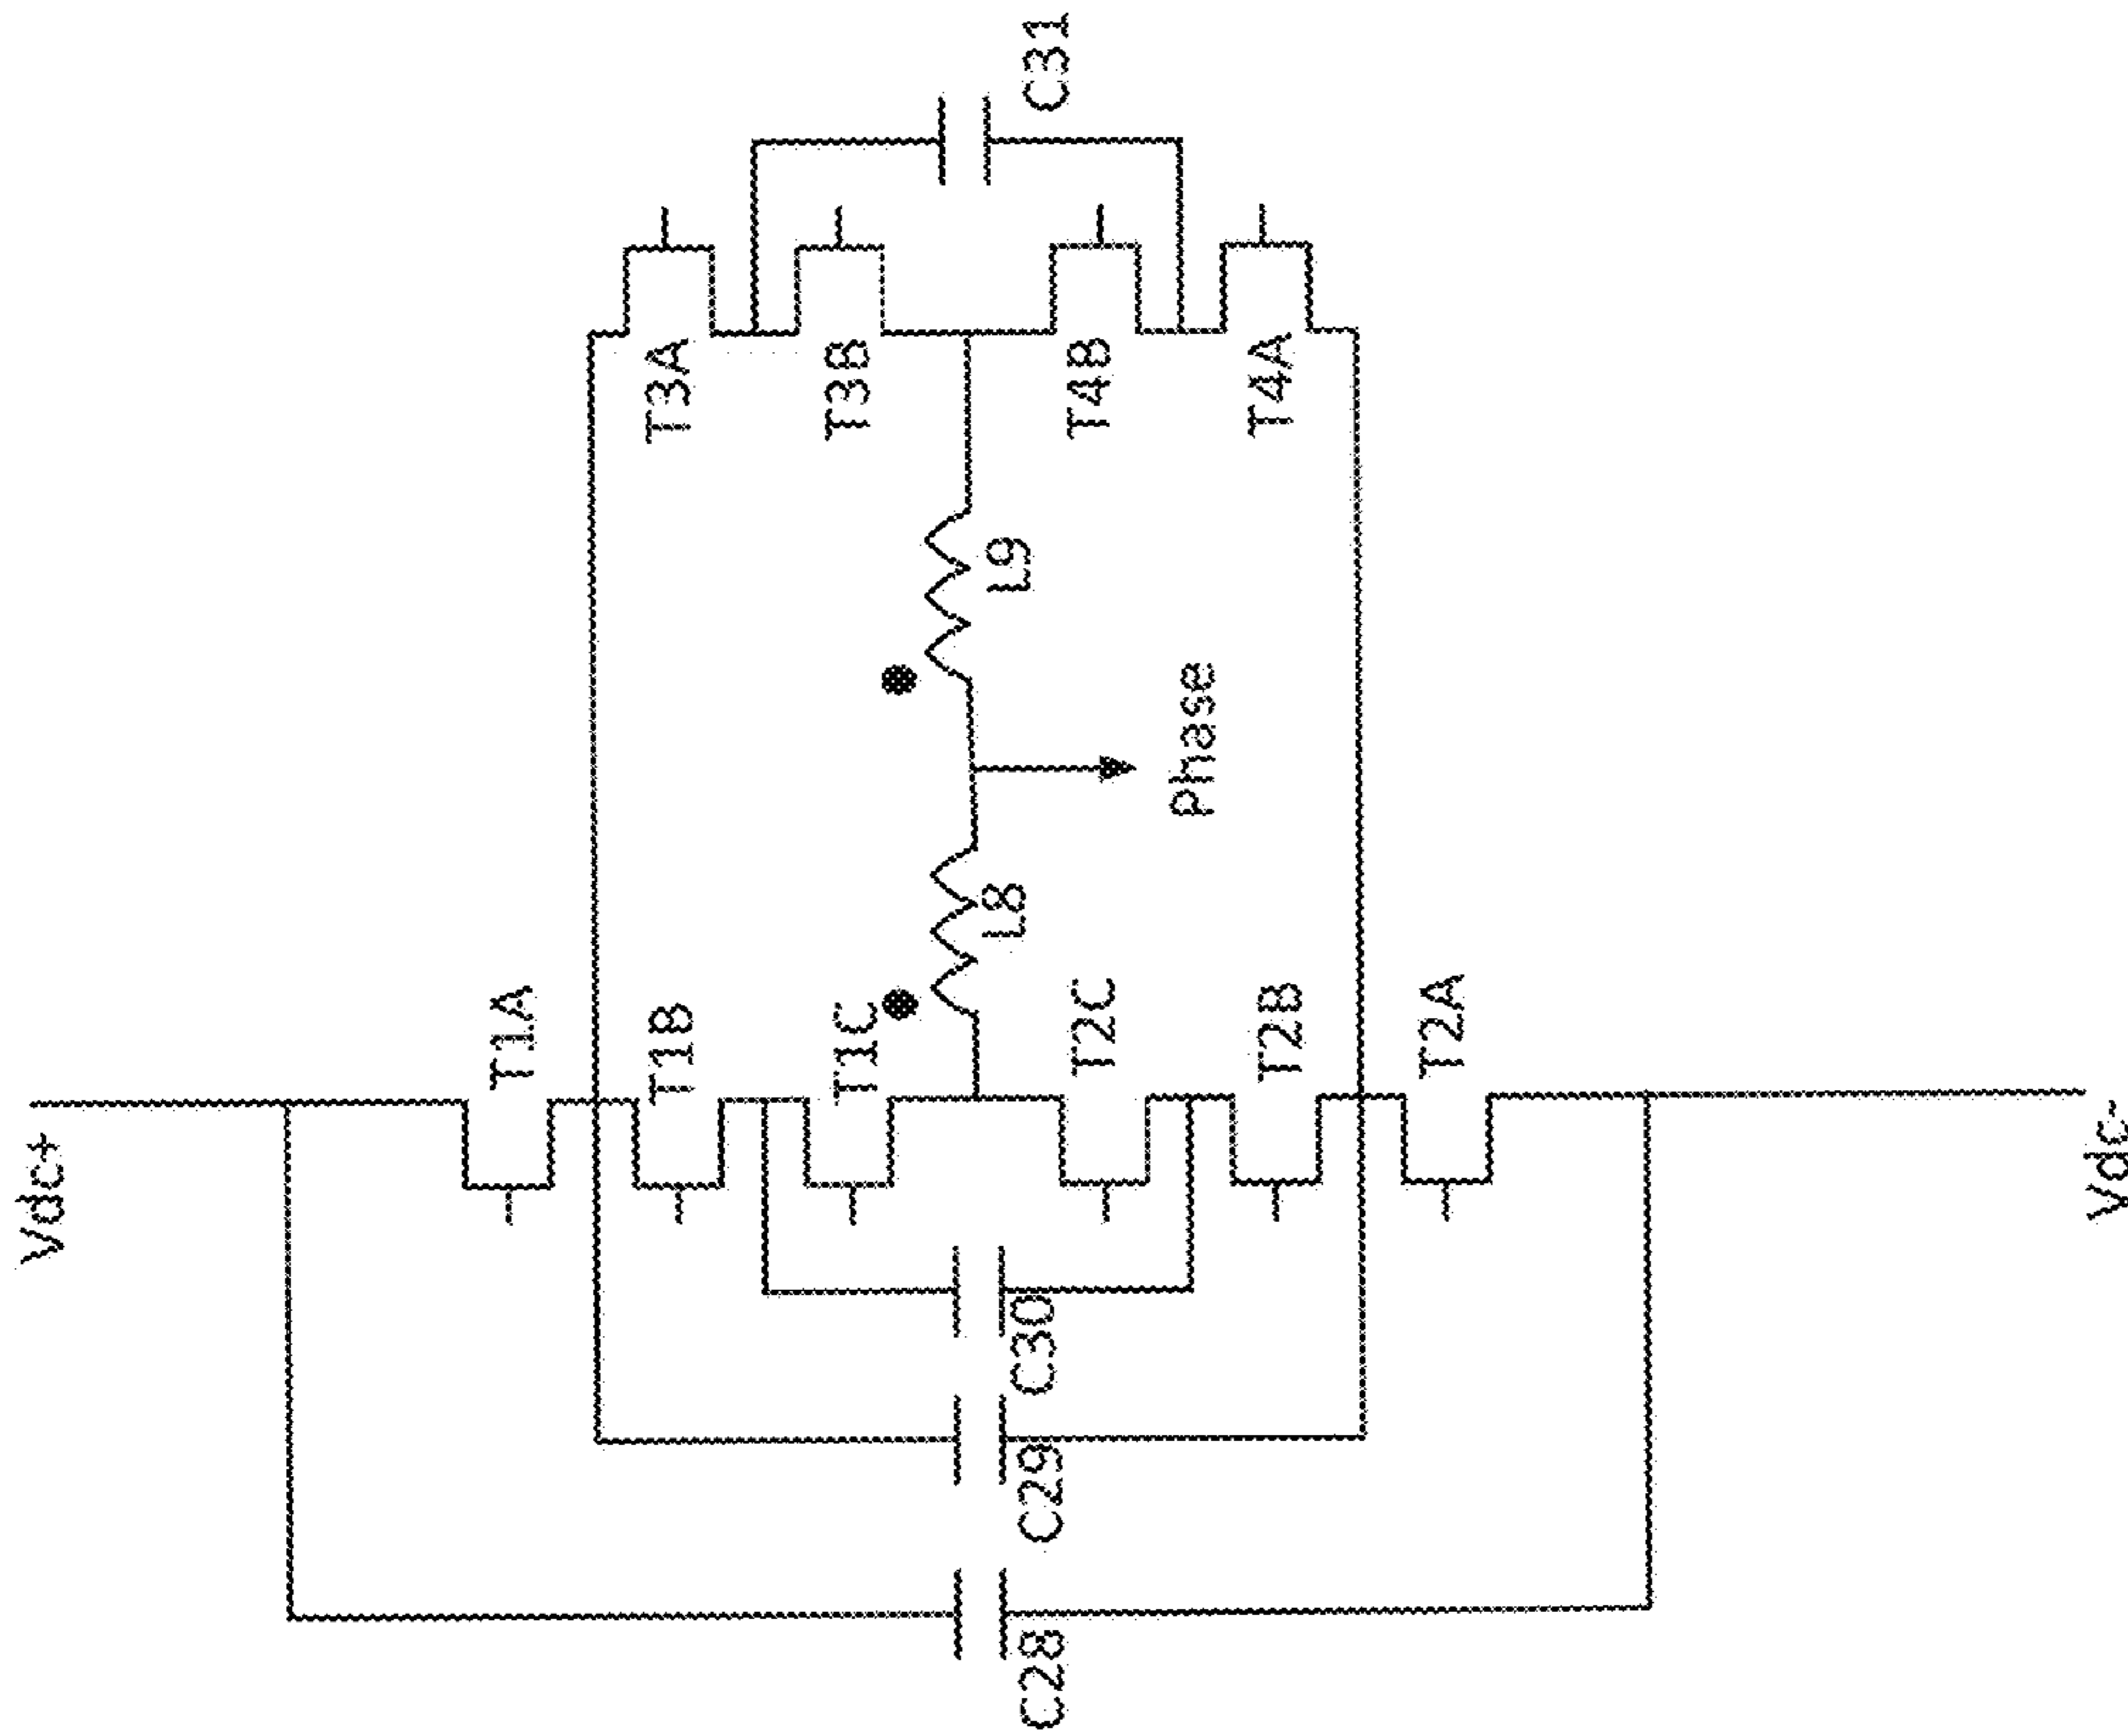 Vdc+
T1A
T1B
T1C
T2C
T2B
T2A
Vdc-
C28
C29
C30
L8
Phase
L9
T3A
T3B
T4B
T4A
C31